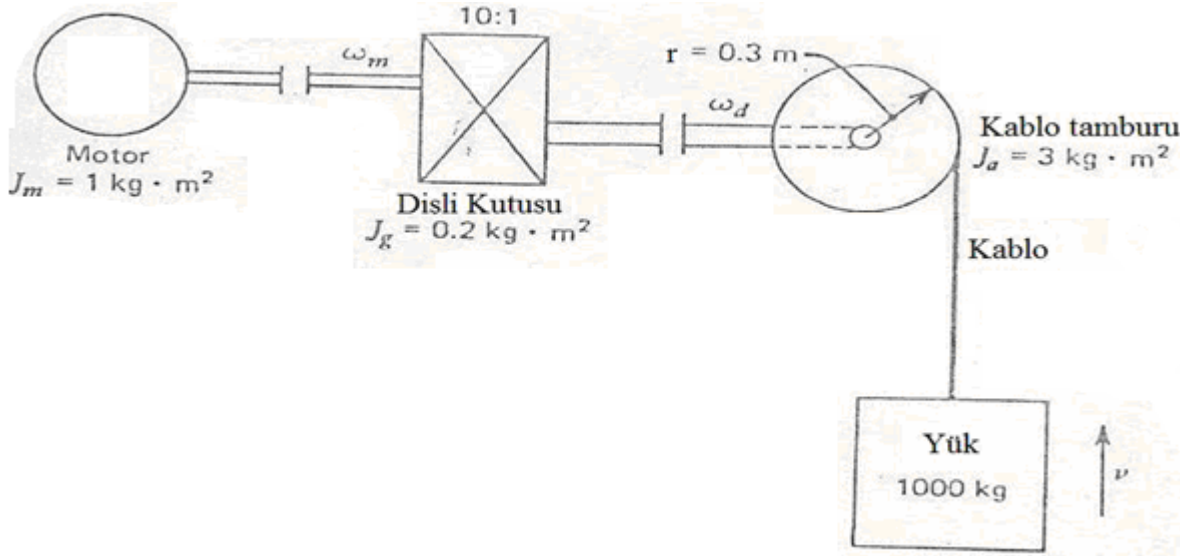 10:1
ω_m
r = 0.3 m
ω_d
Motor
J_m = 1 kg · m²
Disli Kutusu
J_g = 0.2 kg · m²
Kablo tamburu
J_a = 3 kg · m²
Kablo
Yük
1000 kg
ν